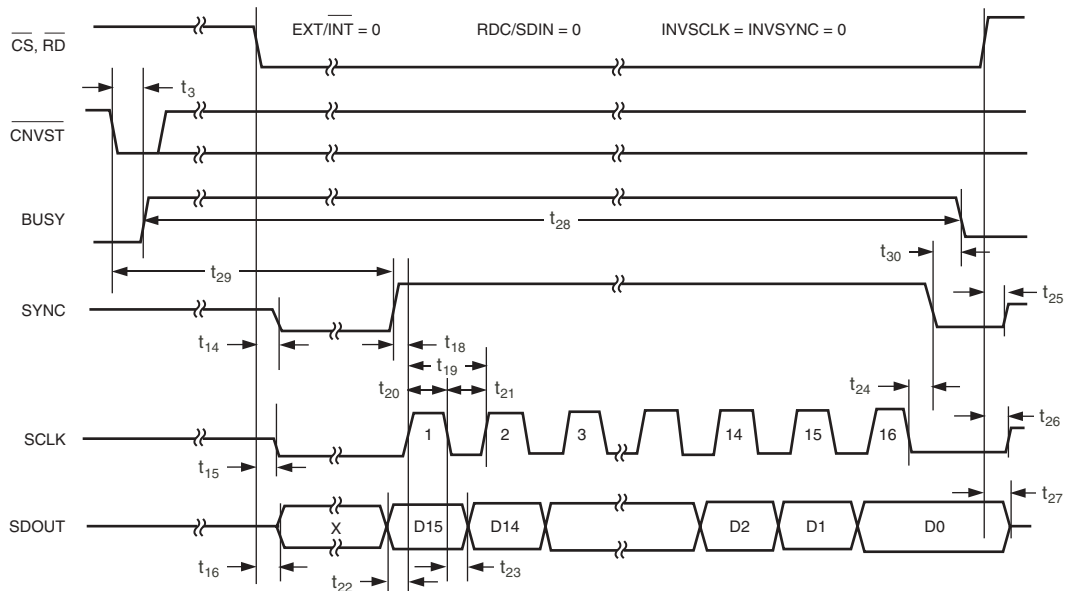 EXT/INT = 0 RDC/SDIN = 0 INVSCLK = INVSYNC = 0
CS, RD
t3
CNVST
BUSY
t28
t30
t29
SYNC
t25
t14
t18
t19
t20
t21
t24
SCLK
1 2 3 14 15 16
t26
t15
t27
SDOUT
X D15 D14 D2 D1 D0
t16
t22
t23